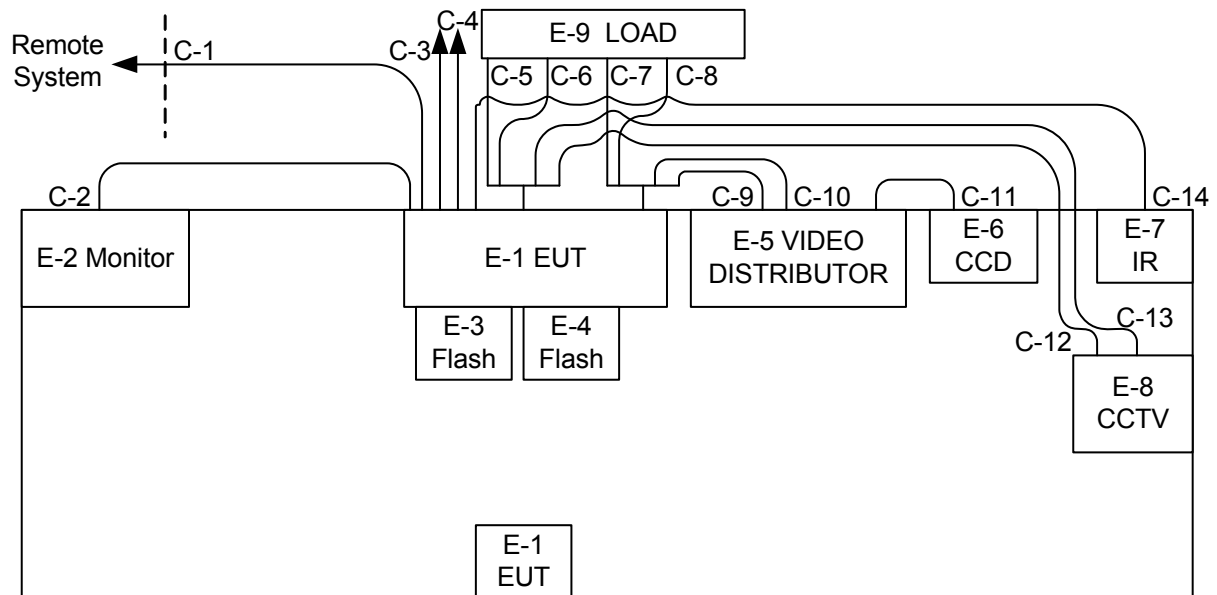 C-4
E-9 LOAD
Remote
System
C-1
C-3
C-5
C-6
C-7
C-8
C-2
C-9
C-10
C-11
C-14
E-2 Monitor
E-1 EUT
E-5 VIDEO
DISTRIBUTOR
E-6
CCD
E-7
IR
E-3
Flash
E-4
Flash
C-12
C-13
E-8
CCTV
E-1
EUT